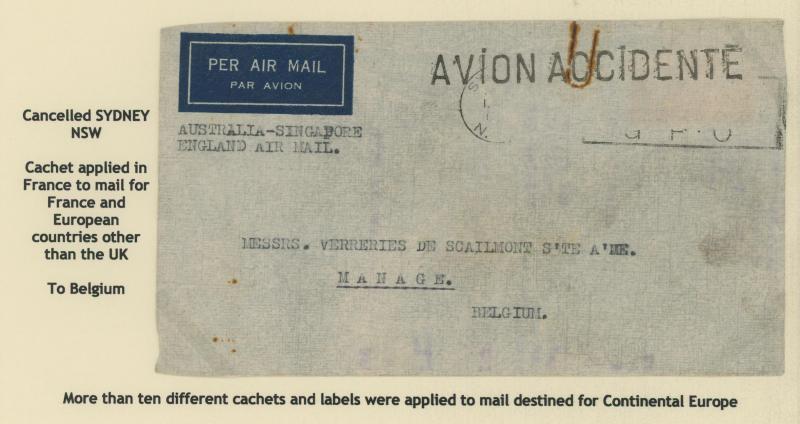 Cancelled SYDNEY
NSW
Cachet applied in
France to mail for
France and
European
countries other
than the UK
To Belgium
PER AIR MAIL
PAR AVION
AVION ACCIDENTÉ
AUSTRALIA-SINGAPORE
ENGLAND AIR MAIL.
G P O
N.
MESSRS. VERRERIES DE SCAILMONT S'TE A'ME.
MANAGE.
BELGIUM.
More than ten different cachets and labels were applied to mail destined for Continental Europe